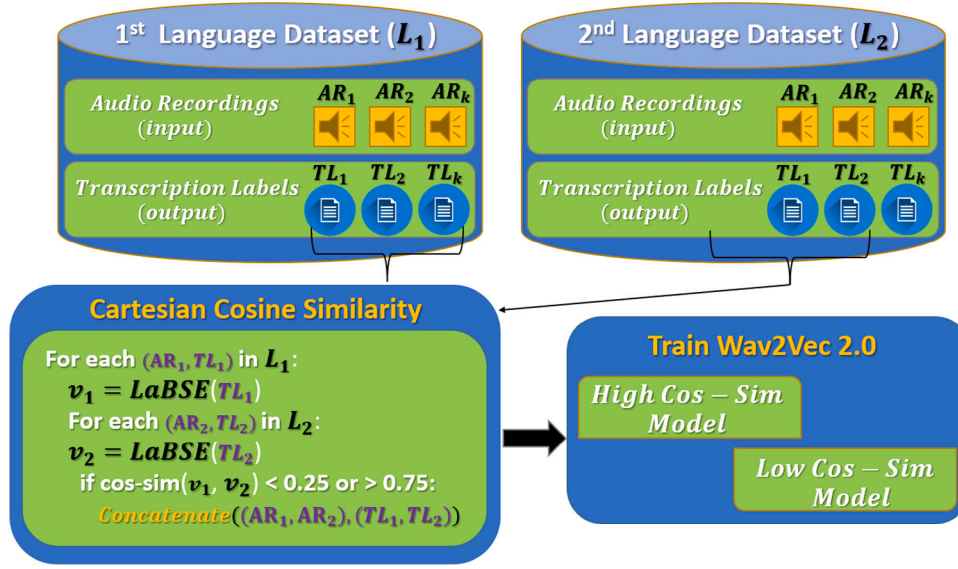 1st Language Dataset (L1)
Audio Recordings
(input)
AR1 AR2 ARk
Transcription Labels
(output)
TL1 TL2 TLk
2nd Language Dataset (L2)
Audio Recordings
(input)
AR1 AR2 ARk
Transcription Labels
(output)
TL1 TL2 TLk
Cartesian Cosine Similarity
For each (AR1, TL1) in L1:
v1 = LaBSE(TL1)
For each (AR2, TL2) in L2:
v2 = LaBSE(TL2)
if cos-sim(v1, v2) < 0.25 or > 0.75:
Concatenate((AR1, AR2), (TL1, TL2))
Train Wav2Vec 2.0
High Cos – Sim
Model
Low Cos – Sim
Model